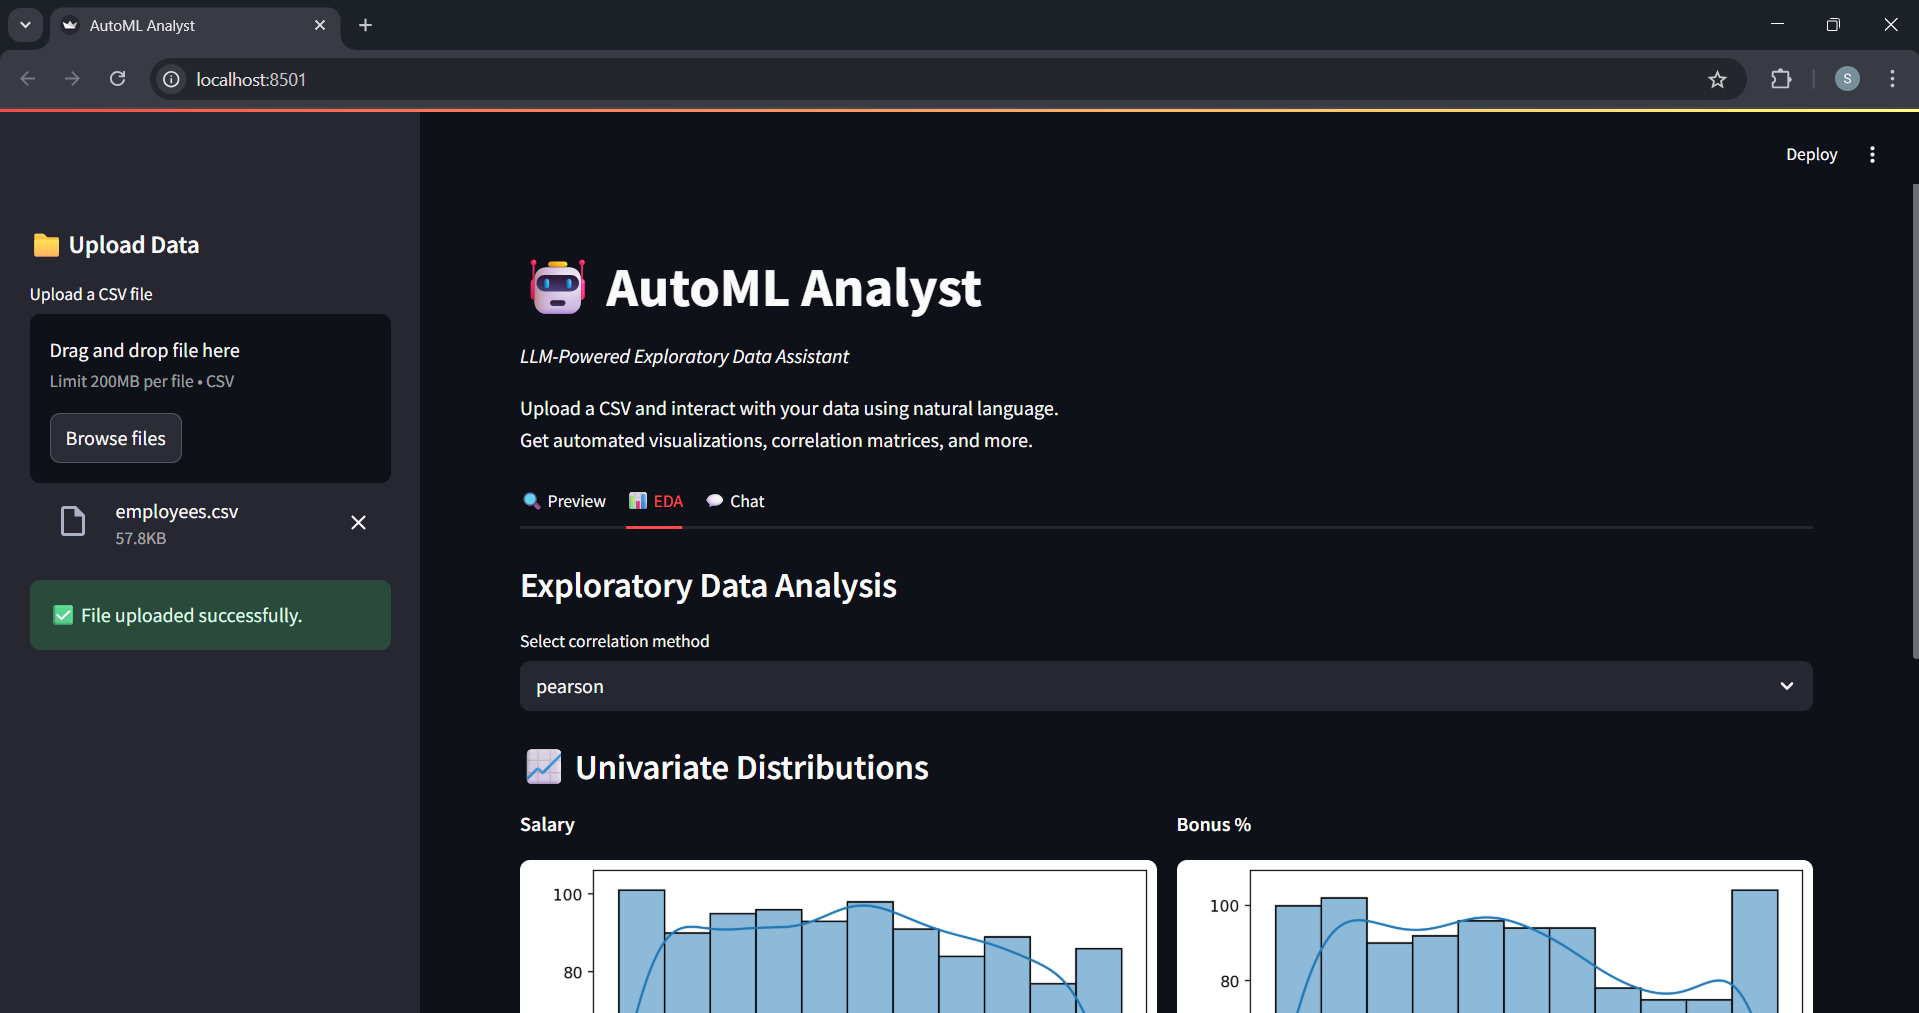 AutoML Analyst
localhost:8501
S
Deploy
Upload Data
Upload a CSV file
Drag and drop file here
Limit 200MB per file • CSV
Browse files
employees.csv
57.8KB
File uploaded successfully.
AutoML Analyst
LLM-Powered Exploratory Data Assistant
Upload a CSV and interact with your data using natural language.
Get automated visualizations, correlation matrices, and more.
Preview EDA Chat
Exploratory Data Analysis
Select correlation method
pearson
Univariate Distributions
Salary
100
80
Bonus %
100
80